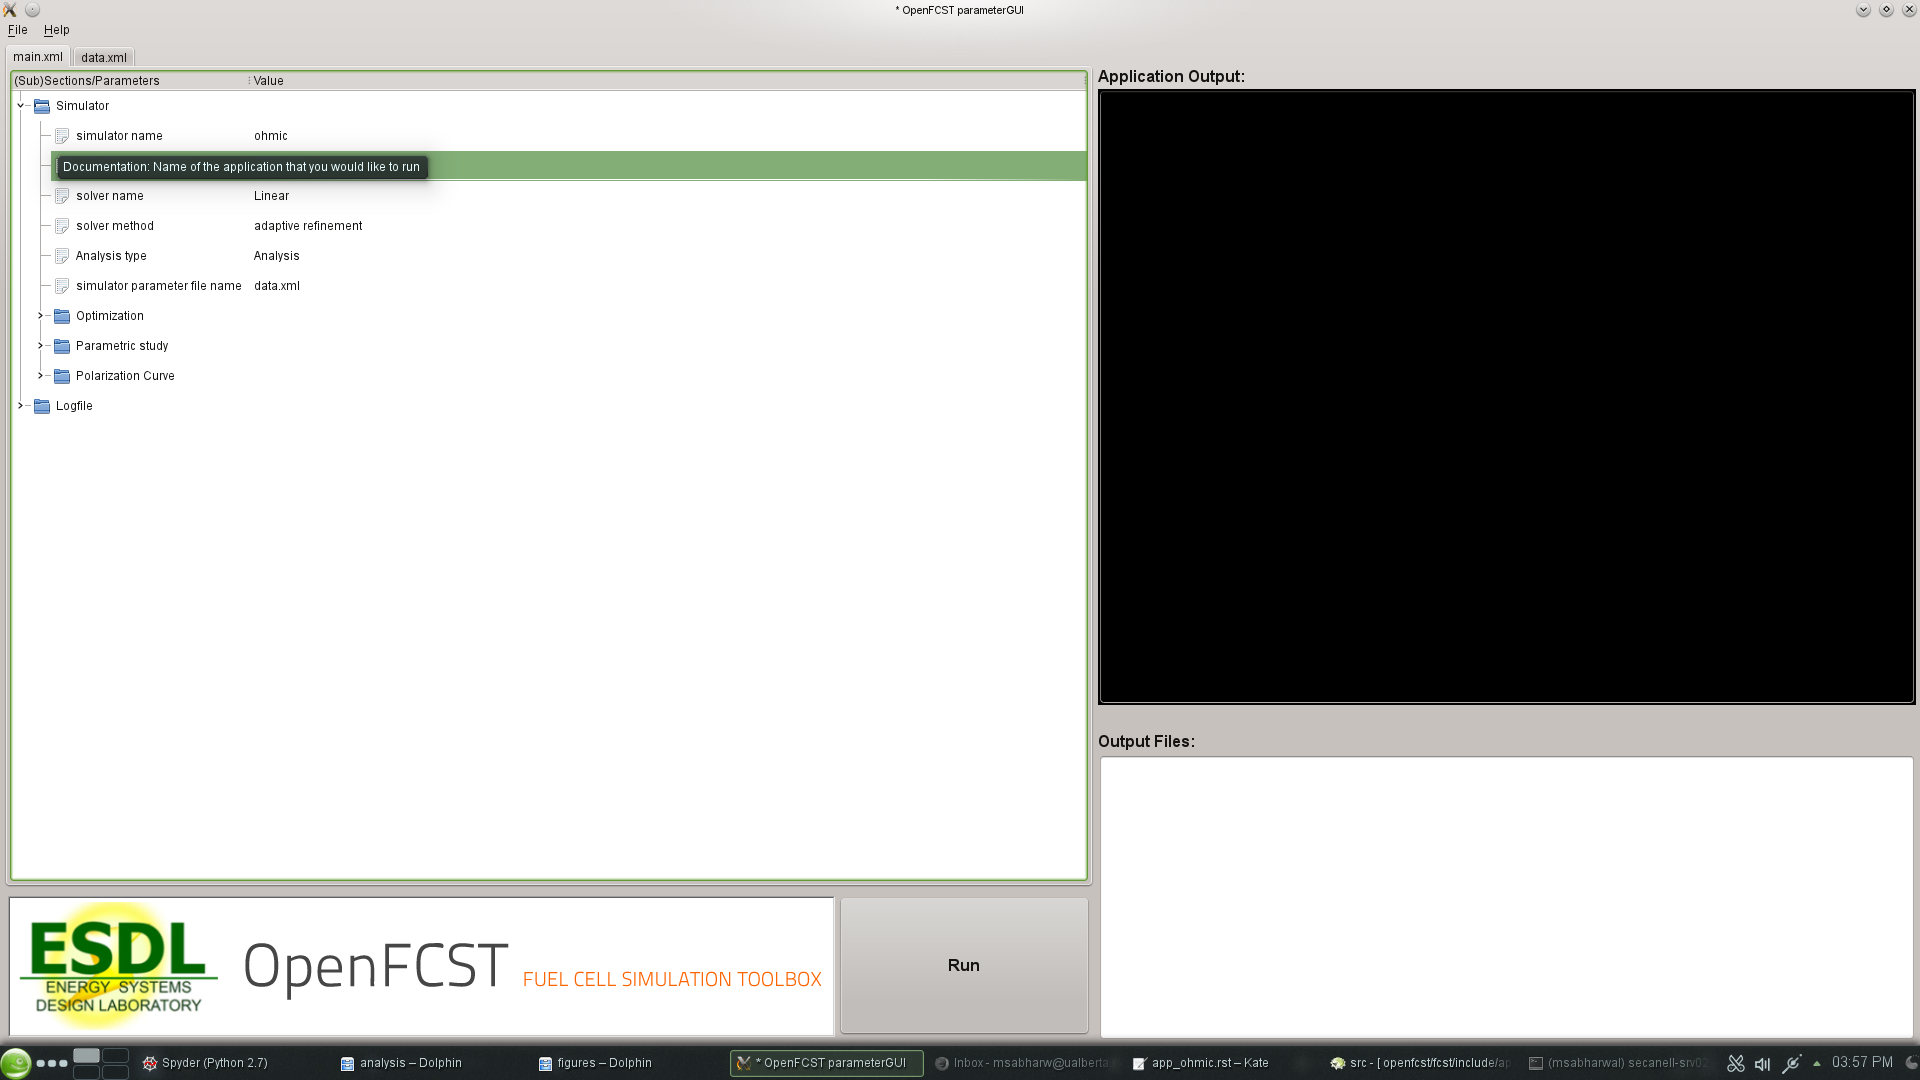 * OpenFCST parameterGUI
File Help
main.xml data.xml
(Sub)Sections/Parameters Value
Simulator
simulator name ohmic
Documentation: Name of the application that you would like to run
solver name Linear
solver method adaptive refinement
Analysis type Analysis
simulator parameter file name data.xml
Optimization
Parametric study
Polarization Curve
Logfile
Application Output:
Output Files:
ESDL
ENERGY SYSTEMS
DESIGN LABORATORY
OpenFCST FUEL CELL SIMULATION TOOLBOX
Run
Spyder (Python 2.7) analysis – Dolphin figures – Dolphin * OpenFCST parameterGUI Inbox - msabharw@ualberta app_ohmic.rst – Kate src - [ openfcst/fcst/include/ap (msabharwal) secanell-srv02 03:57 PM